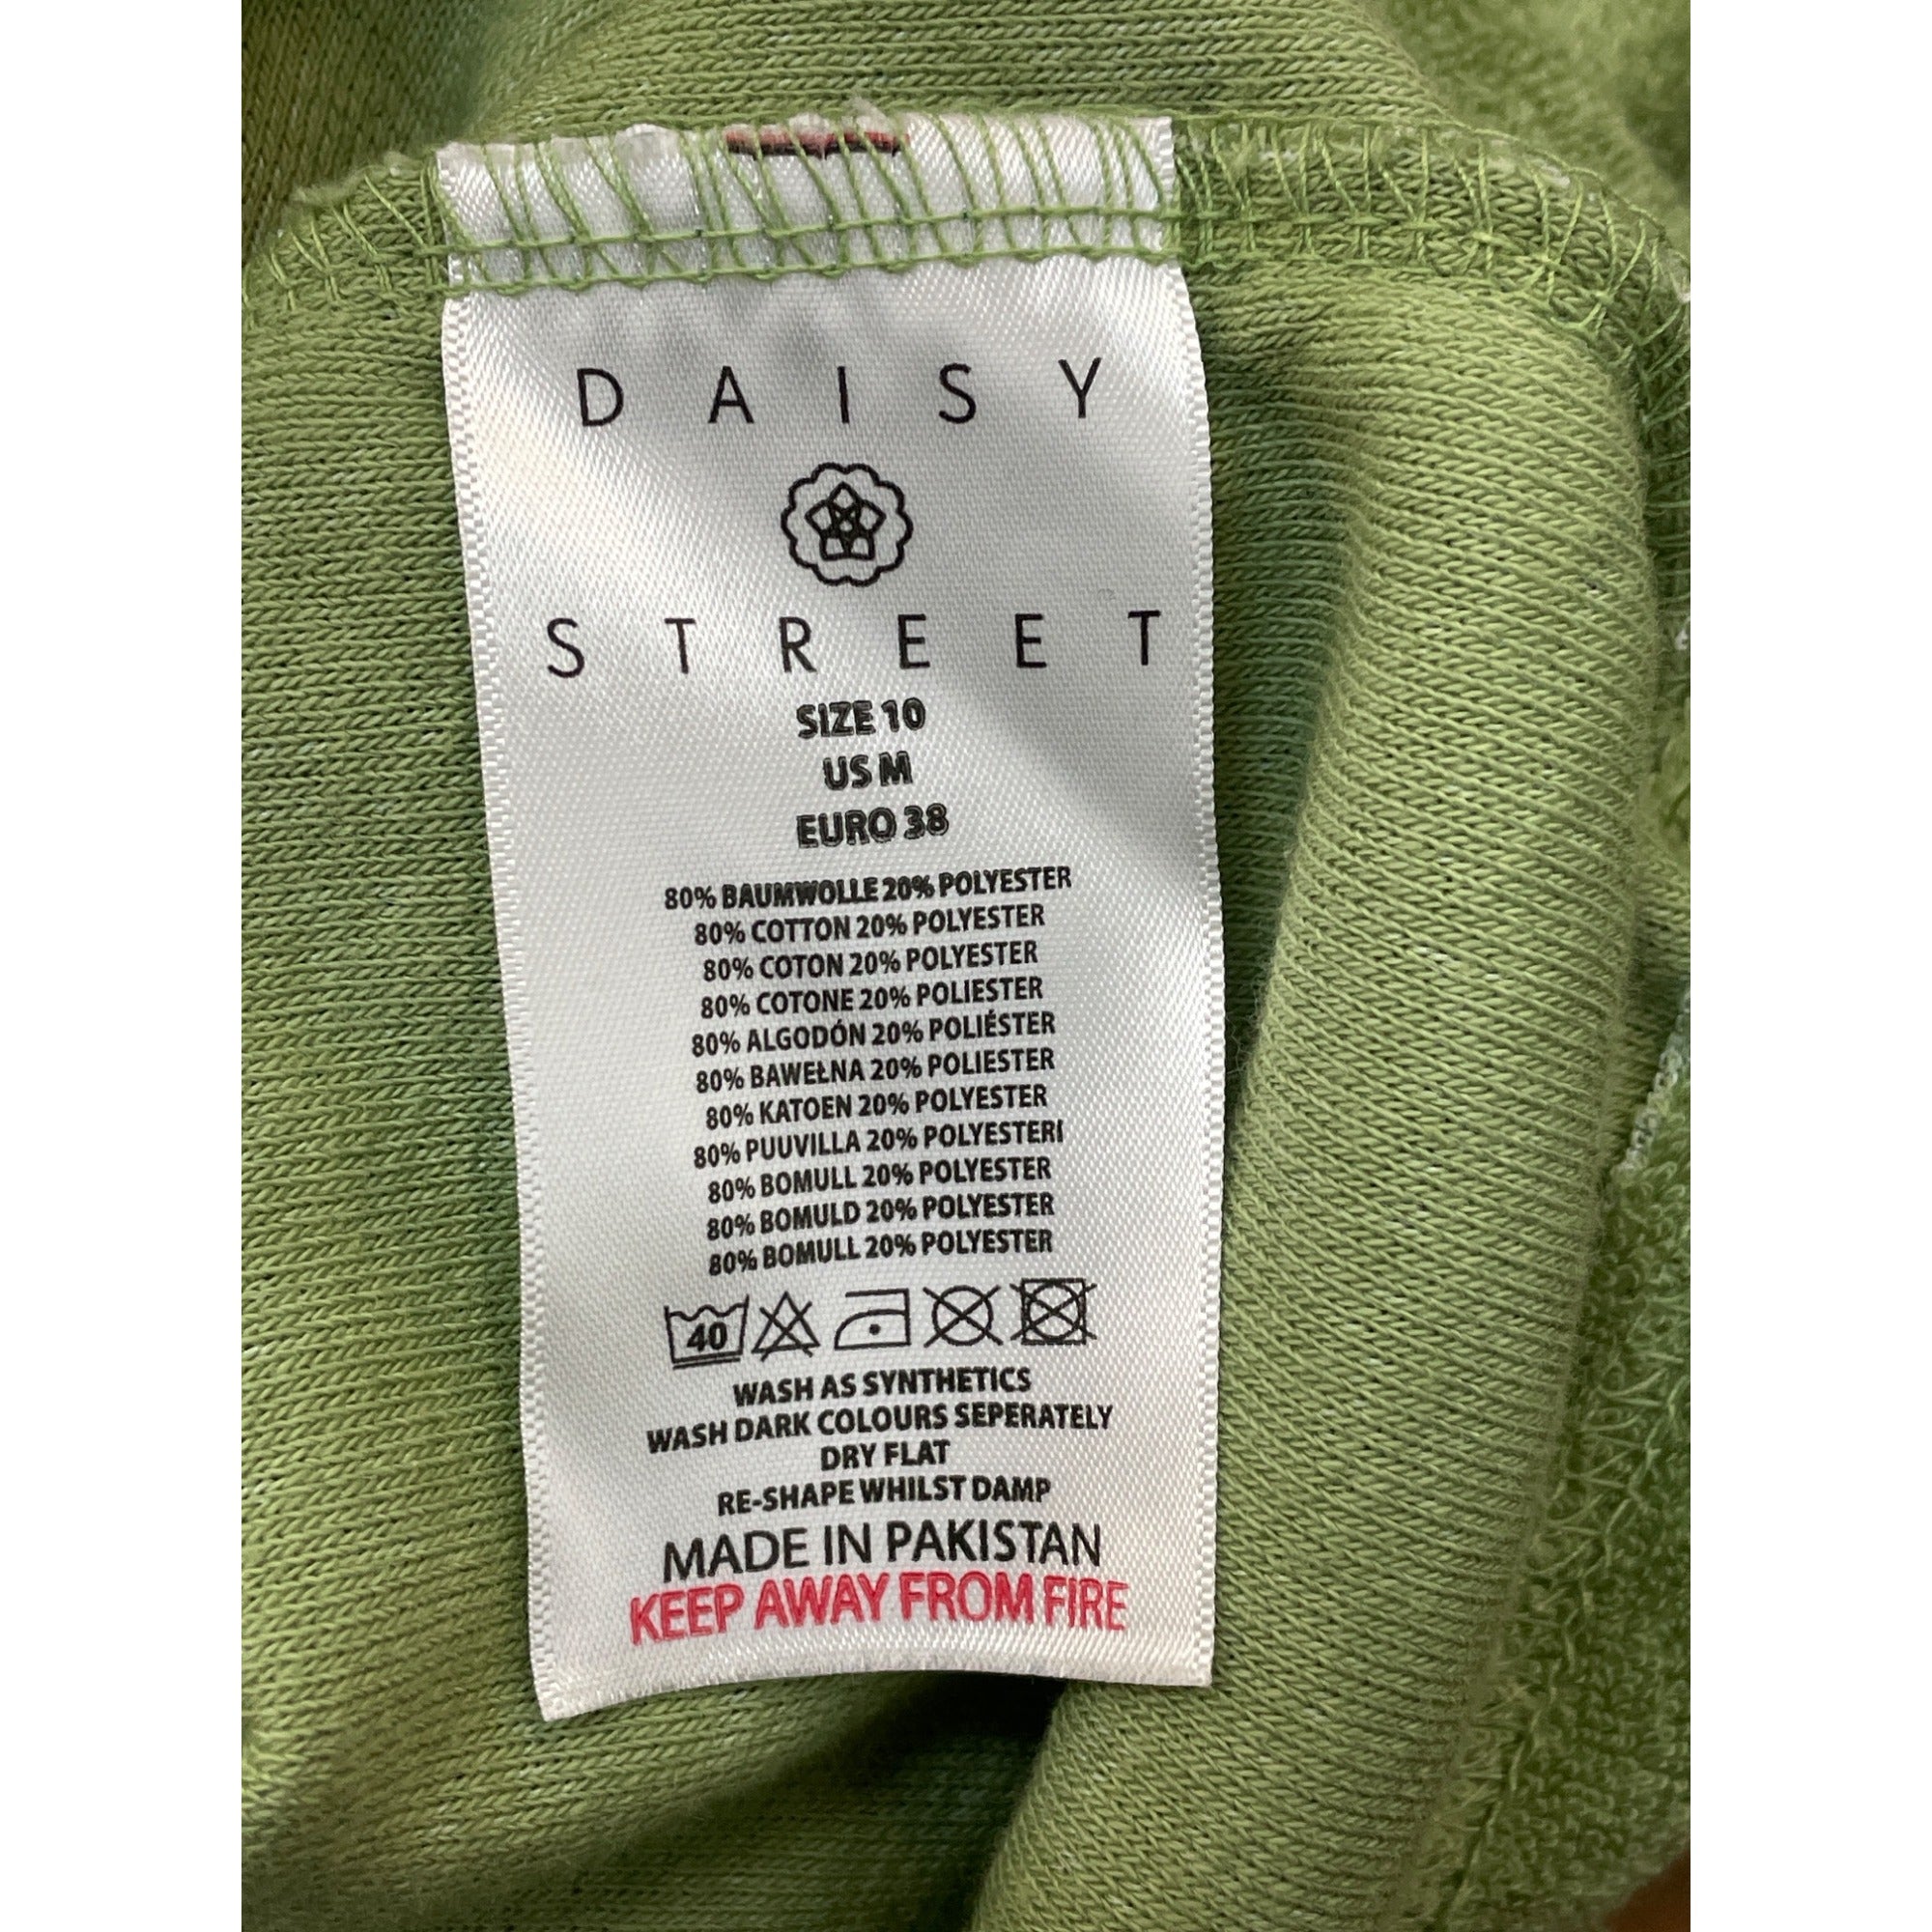 DAISY
STREET
SIZE 10
US M
EURO 38
80% BAUMWOLLE 20% POLYESTER
80% COTTON 20% POLYESTER
80% COTON 20% POLYESTER
80% COTONE 20% POLIESTER
80% ALGODÓN 20% POLIÉSTER
80% BAWEŁNA 20% POLIESTER
80% KATOEN 20% POLYESTER
80% PUUVILLA 20% POLYESTERI
80% BOMULL 20% POLYESTER
80% BOMULD 20% POLYESTER
80% BOMULL 20% POLYESTER
40
WASH AS SYNTHETICS
WASH DARK COLOURS SEPERATELY
DRY FLAT
RE-SHAPE WHILST DAMP
MADE IN PAKISTAN
KEEP AWAY FROM FIRE